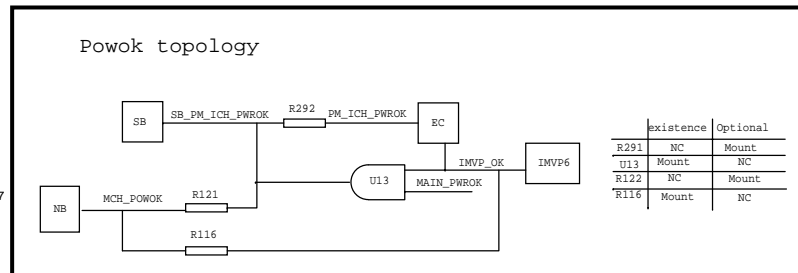 Powok topology
SB SB_PM_ICH_PWROK R292 PM_ICH_PWROK EC
IMVP_OK IMVP6
U13
MAIN_PWROK
NB MCH_POWOK R121
R116
existence Optional
R291 NC Mount
U13 Mount NC
R122 NC Mount
R116 Mount NC
7